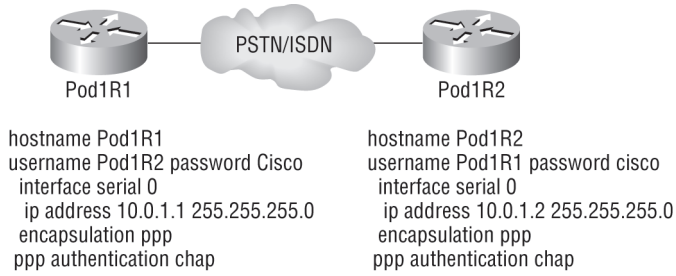 PSTN/ISDN
Pod1R1
Pod1R2
hostname Pod1R1
username Pod1R2 password Cisco
interface serial 0
ip address 10.0.1.1 255.255.255.0
encapsulation ppp
ppp authentication chap
hostname Pod1R2
username Pod1R1 password cisco
interface serial 0
ip address 10.0.1.2 255.255.255.0
encapsulation ppp
ppp authentication chap